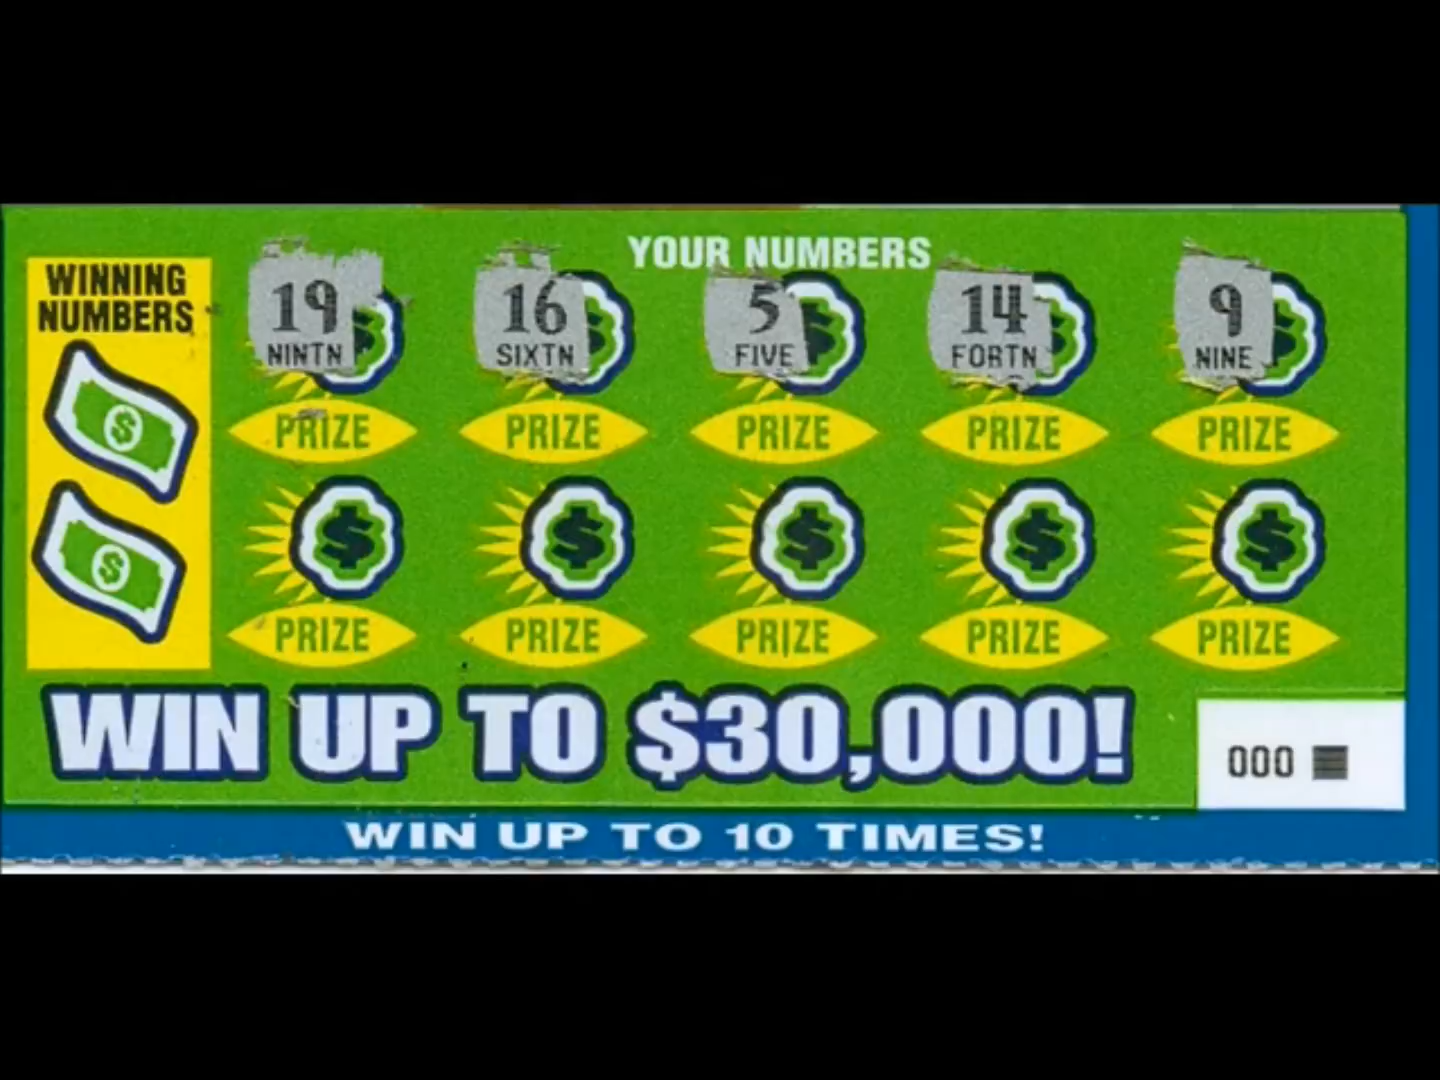 YOUR NUMBERS
WINNING
NUMBERS
19 16 5 14 9
NINTN SIXTN FIVE FORTN NINE
PRIZE PRIZE PRIZE PRIZE PRIZE
PRIZE PRIZE PRIZE PRIZE PRIZE
WIN UP TO $30,000!
000
WIN UP TO 10 TIMES!